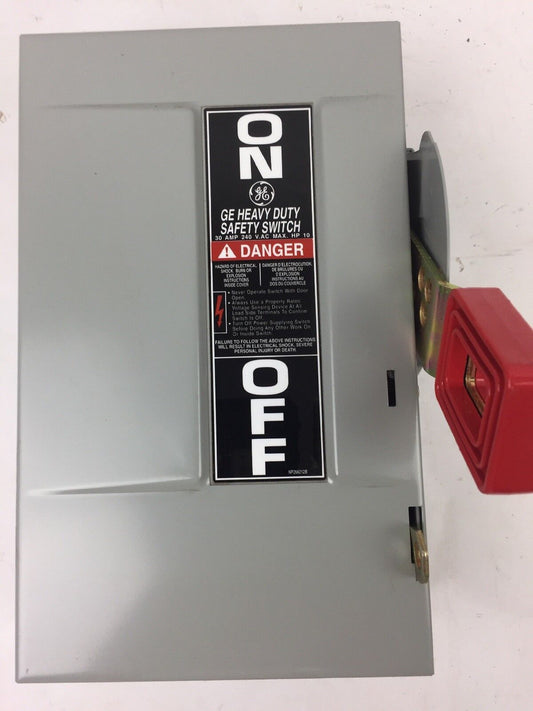 ON
GE
GE HEAVY DUTY
SAFETY SWITCH
30 AMP 240 V.AC MAX. HP 10
DANGER
HAZARD OF ELECTRICAL
SHOCK, BURN OR
EXPLOSION
INSTRUCTIONS
INSIDE COVER
DANGER D'ELECTROCUTION,
DE BRULURES OU
D'EXPLOSION
INSTRUCTIONS AU
DOS DU COUVERCLE
• Never Operate Switch With Door
Open.
• Always Use a Properly Rated
Voltage Sensing Device At All
Load Side Terminals To Confirm
Switch Is Off.
• Turn Off Power Supplying Switch
Before Doing Any Other Work On
Or Inside Switch.
FAILURE TO FOLLOW THE ABOVE INSTRUCTIONS
WILL RESULT IN ELECTRICAL SHOCK, SEVERE
PERSONAL INJURY OR DEATH.
OFF